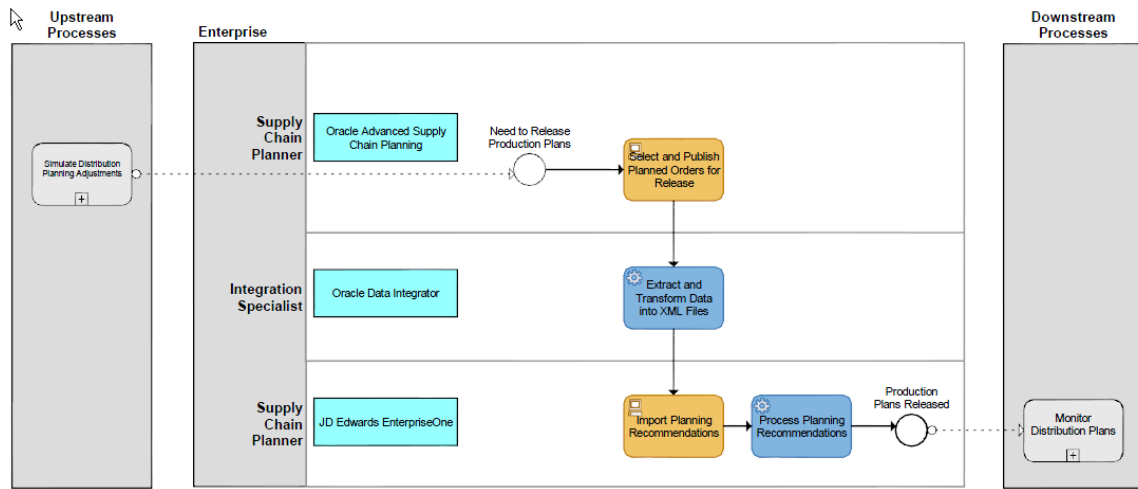 Upstream
Processes
Enterprise
Downstream
Processes
Supply
Chain
Planner
Oracle Advanced Supply
Chain Planning
Need to Release
Production Plans
Select and Publish
Planned Orders for
Release
Simulate Distribution
Planning Adjustments
Integration
Specialist
Oracle Data Integrator
Extract and
Transform Data
into XML Files
Supply
Chain
Planner
JD Edwards EnterpriseOne
Import Planning
Recommendations
Process Planning
Recommendations
Production
Plans Released
Monitor
Distribution Plans